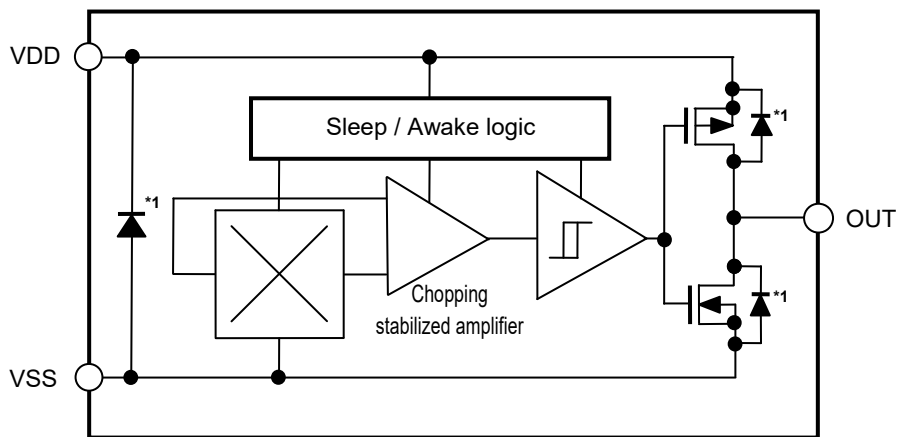 VDD
Sleep / Awake logic
*1
*1
OUT
Chopping
stabilized amplifier
*1
VSS